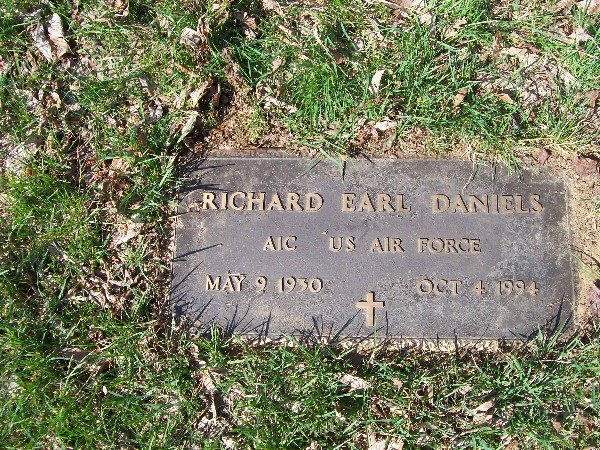 RICHARD EARL DANIELS
A1C US AIR FORCE
MAY 9 1930 OCT 4 1994